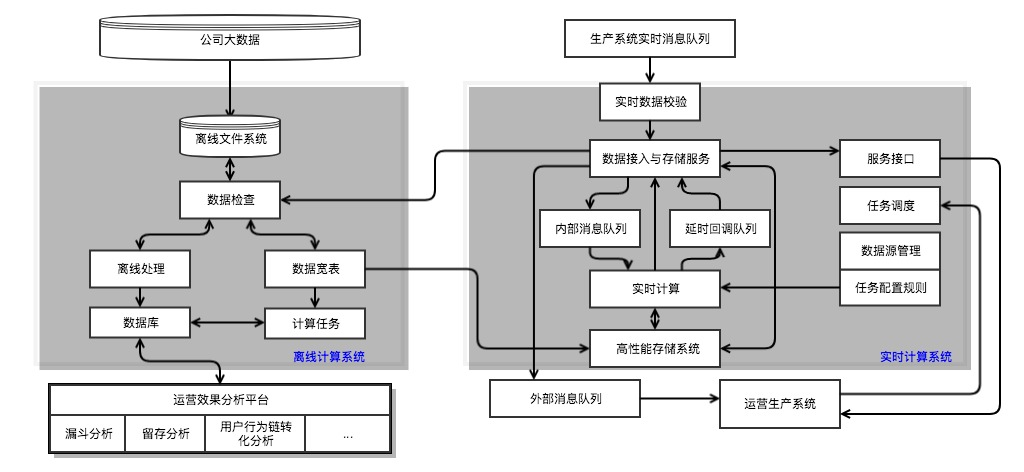 公司大数据
离线文件系统
数据检查
离线处理
数据宽表
数据库
计算任务
离线计算系统
运营效果分析平台
漏斗分析
留存分析
用户行为链转
化分析
...
生产系统实时消息队列
实时数据校验
数据接入与存储服务
服务接口
任务调度
内部消息队列
延时回调队列
数据源管理
实时计算
任务配置规则
高性能存储系统
实时计算系统
外部消息队列
运营生产系统